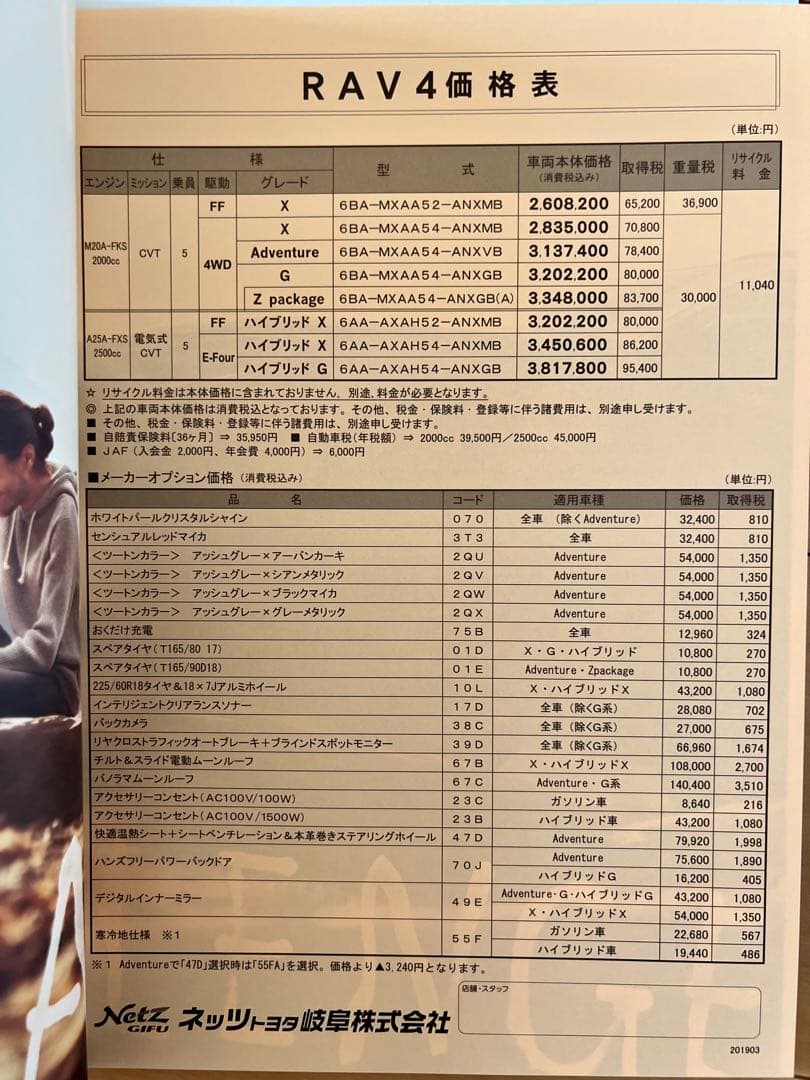 RAV4価格表
（単位:円）
仕 様 型 式 車両本体価格（消費税込み） 取得税 重量税 リサイクル料金
エンジン ミッション 乗員 駆動 グレード
M20A-FKS 2000cc CVT 5 FF X 6BA-MXAA52-ANXMB 2,608,200 65,200 36,900 11,040
4WD X 6BA-MXAA54-ANXMB 2,835,000 70,800 30,000
Adventure 6BA-MXAA54-ANXVB 3,137,400 78,400
G 6BA-MXAA54-ANXGB 3,202,200 80,000
Z package 6BA-MXAA54-ANXGB(A) 3,348,000 83,700
A25A-FXS 2500cc 電気式CVT 5 FF ハイブリッド X 6AA-AXAH52-ANXMB 3,202,200 80,000
E-Four ハイブリッド X 6AA-AXAH54-ANXMB 3,450,600 86,200
ハイブリッド G 6AA-AXAH54-ANXGB 3,817,800 95,400
☆ リサイクル料金は本体価格に含まれておりません。別途、料金が必要となります。
◎ 上記の車両本体価格は消費税込となっております。その他、税金・保険料・登録等に伴う諸費用は、別途申し受けます。
■ その他、税金・保険料・登録等に伴う諸費用は、別途申し受けます。
■ 自賠責保険料〔36ヶ月〕 ⇒ 35,950円 ■ 自動車税（年税額） ⇒ 2000cc 39,500円／2500cc 45,000円
■ JAF（入会金 2,000円、年会費 4,000円）⇒ 6,000円
■メーカーオプション価格（消費税込み） （単位:円）
品 名 コード 適用車種 価格 取得税
ホワイトパールクリスタルシャイン 070 全車 （除くAdventure） 32,400 810
センシュアルレッドマイカ 3T3 全車 32,400 810
＜ツートンカラー＞ アッシュグレー×アーバンカーキ 2QU Adventure 54,000 1,350
＜ツートンカラー＞ アッシュグレー×シアンメタリック 2QV Adventure 54,000 1,350
＜ツートンカラー＞ アッシュグレー×ブラックマイカ 2QW Adventure 54,000 1,350
＜ツートンカラー＞ アッシュグレー×グレーメタリック 2QX Adventure 54,000 1,350
おくだけ充電 75B 全車 12,960 324
スペアタイヤ（T165/80 17） 01D X・G・ハイブリッド 10,800 270
スペアタイヤ（T165/90D18） 01E Adventure・Zpackage 10,800 270
225/60R18タイヤ＆18×7Jアルミホイール 10L X・ハイブリッドX 43,200 1,080
インテリジェントクリアランスソナー 17D 全車（除くG系） 28,080 702
バックカメラ 38C 全車（除くG系） 27,000 675
リヤクロストラフィックオートブレーキ＋ブラインドスポットモニター 39D 全車（除くG系） 66,960 1,674
チルト＆スライド電動ムーンルーフ 67B X・ハイブリッドX 108,000 2,700
パノラマムーンルーフ 67C Adventure・G系 140,400 3,510
アクセサリーコンセント（AC100V/100W） 23C ガソリン車 8,640 216
アクセサリーコンセント（AC100V/1500W） 23B ハイブリッド車 43,200 1,080
快適温熱シート＋シートベンチレーション＆本革巻きステアリングホイール 47D Adventure 79,920 1,998
ハンズフリーパワーバックドア 70J Adventure 75,600 1,890
ハイブリッドG 16,200 405
デジタルインナーミラー 49E Adventure・G・ハイブリッドG 43,200 1,080
X・ハイブリッドX 54,000 1,350
寒冷地仕様 ※1 55F ガソリン車 22,680 567
ハイブリッド車 19,440 486
※1 Adventureで「47D」選択時は「55FA」を選択。価格より▲3,240円となります。
NETZ GIFU ネッツトヨタ岐阜株式会社
店舗・スタッフ
201903